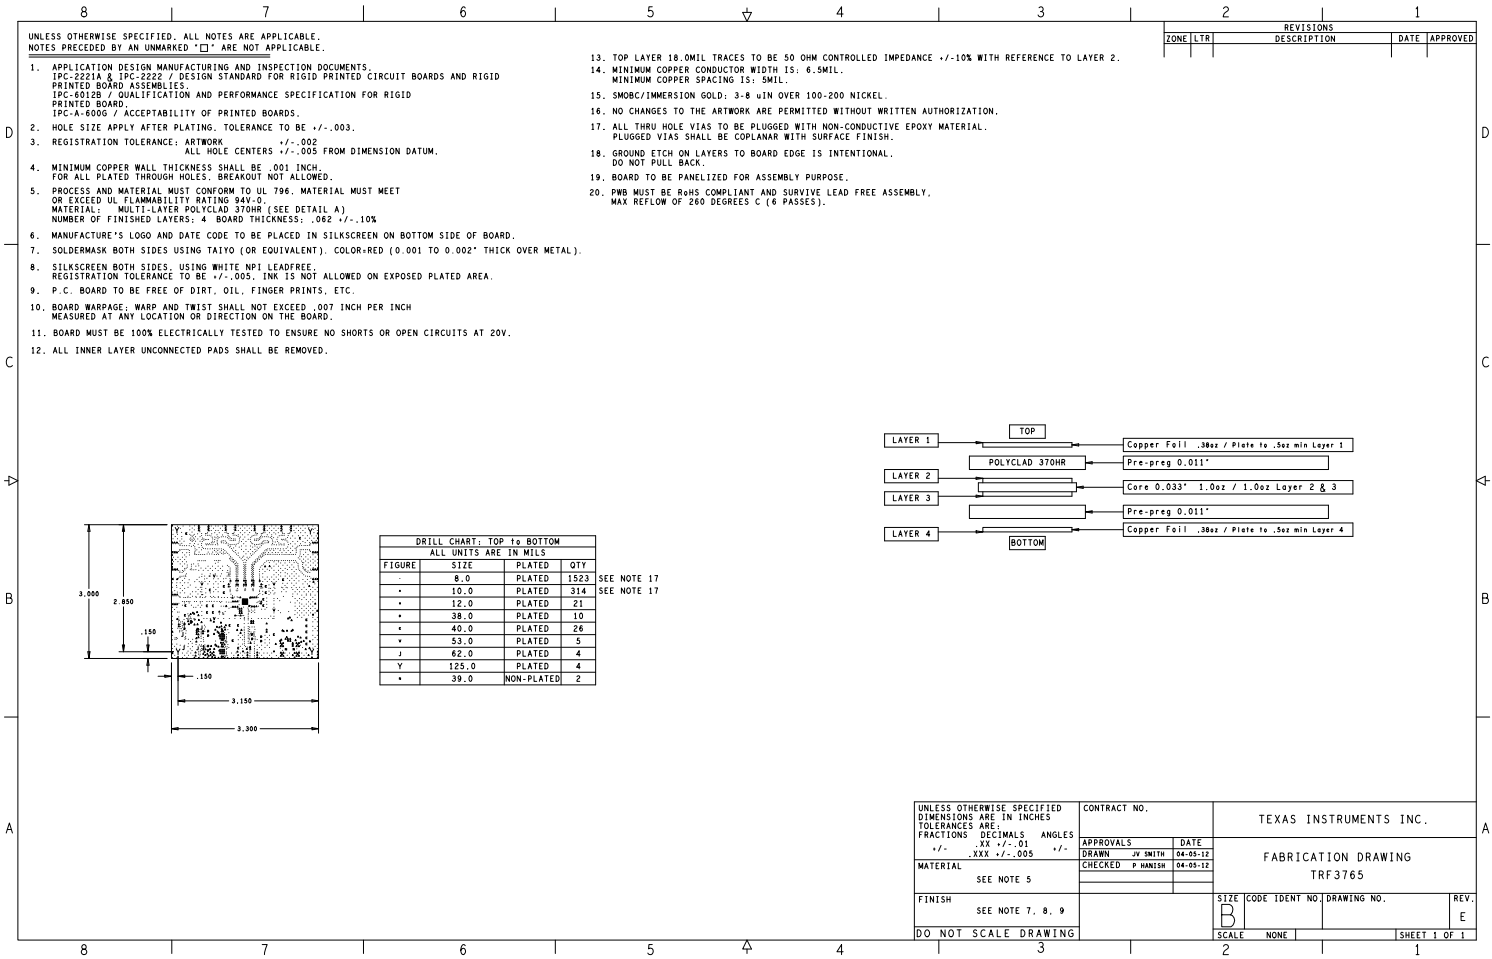 8 7 6 5 4 3 2 1
UNLESS OTHERWISE SPECIFIED, ALL NOTES ARE APPLICABLE.
NOTES PRECEDED BY AN UNMARKED "□" ARE NOT APPLICABLE.
1. APPLICATION DESIGN MANUFACTURING AND INSPECTION DOCUMENTS.
IPC-2221A & IPC-2222 / DESIGN STANDARD FOR RIGID PRINTED CIRCUIT BOARDS AND RIGID
PRINTED BOARD ASSEMBLIES.
IPC-6012B / QUALIFICATION AND PERFORMANCE SPECIFICATION FOR RIGID
PRINTED BOARD.
IPC-A-600G / ACCEPTABILITY OF PRINTED BOARDS.
2. HOLE SIZE APPLY AFTER PLATING. TOLERANCE TO BE +/-.003.
3. REGISTRATION TOLERANCE: ARTWORK +/-.002
ALL HOLE CENTERS +/-.005 FROM DIMENSION DATUM.
4. MINIMUM COPPER WALL THICKNESS SHALL BE .001 INCH.
FOR ALL PLATED THROUGH HOLES. BREAKOUT NOT ALLOWED.
5. PROCESS AND MATERIAL MUST CONFORM TO UL 796. MATERIAL MUST MEET
OR EXCEED UL FLAMMABILITY RATING 94V-0.
MATERIAL: MULTI-LAYER POLYCLAD 370HR (SEE DETAIL A)
NUMBER OF FINISHED LAYERS: 4 BOARD THICKNESS: .062 +/-.10%
6. MANUFACTURE'S LOGO AND DATE CODE TO BE PLACED IN SILKSCREEN ON BOTTOM SIDE OF BOARD.
7. SOLDERMASK BOTH SIDES USING TAIYO (OR EQUIVALENT). COLOR=RED (0.001 TO 0.002" THICK OVER METAL).
8. SILKSCREEN BOTH SIDES, USING WHITE NPI LEADFREE.
REGISTRATION TOLERANCE TO BE +/-.005. INK IS NOT ALLOWED ON EXPOSED PLATED AREA.
9. P.C. BOARD TO BE FREE OF DIRT, OIL, FINGER PRINTS, ETC.
10. BOARD WARPAGE: WARP AND TWIST SHALL NOT EXCEED .007 INCH PER INCH
MEASURED AT ANY LOCATION OR DIRECTION ON THE BOARD.
11. BOARD MUST BE 100% ELECTRICALLY TESTED TO ENSURE NO SHORTS OR OPEN CIRCUITS AT 20V.
12. ALL INNER LAYER UNCONNECTED PADS SHALL BE REMOVED.
13. TOP LAYER 18.0MIL TRACES TO BE 50 OHM CONTROLLED IMPEDANCE +/-10% WITH REFERENCE TO LAYER 2.
14. MINIMUM COPPER CONDUCTOR WIDTH IS: 6.5MIL.
MINIMUM COPPER SPACING IS: 5MIL.
15. SMOBC/IMMERSION GOLD: 3-8 uIN OVER 100-200 NICKEL.
16. NO CHANGES TO THE ARTWORK ARE PERMITTED WITHOUT WRITTEN AUTHORIZATION.
17. ALL THRU HOLE VIAS TO BE PLUGGED WITH NON-CONDUCTIVE EPOXY MATERIAL.
PLUGGED VIAS SHALL BE COPLANAR WITH SURFACE FINISH.
18. GROUND ETCH ON LAYERS TO BOARD EDGE IS INTENTIONAL.
DO NOT PULL BACK.
19. BOARD TO BE PANELIZED FOR ASSEMBLY PURPOSE.
20. PWB MUST BE RoHS COMPLIANT AND SURVIVE LEAD FREE ASSEMBLY,
MAX REFLOW OF 260 DEGREES C (6 PASSES).
REVISIONS
ZONE LTR DESCRIPTION DATE APPROVED
D D
C C
B B
A A
TOP
LAYER 1 Copper Foil .38oz / Plate to .5oz min Layer 1
POLYCLAD 370HR Pre-preg 0.011"
LAYER 2
Core 0.033" 1.0oz / 1.0oz Layer 2 & 3
LAYER 3
Pre-preg 0.011"
LAYER 4 Copper Foil .38oz / Plate to .5oz min Layer 4
BOTTOM
3.000
2.850
.150
.150
3.150
3.300
DRILL CHART: TOP to BOTTOM
ALL UNITS ARE IN MILS
FIGURE SIZE PLATED QTY
8.0 PLATED 1523 SEE NOTE 17
10.0 PLATED 314 SEE NOTE 17
12.0 PLATED 21
38.0 PLATED 10
40.0 PLATED 26
53.0 PLATED 5
J 62.0 PLATED 4
Y 125.0 PLATED 4
39.0 NON-PLATED 2
UNLESS OTHERWISE SPECIFIED
DIMENSIONS ARE IN INCHES
TOLERANCES ARE:
FRACTIONS DECIMALS ANGLES
+/- .XX +/-.01 +/-
.XXX +/-.005
MATERIAL
SEE NOTE 5
FINISH
SEE NOTE 7, 8, 9
DO NOT SCALE DRAWING
CONTRACT NO.
APPROVALS DATE
DRAWN JV SMITH 04-05-12
CHECKED P HANISH 04-05-12
TEXAS INSTRUMENTS INC.
FABRICATION DRAWING
TRF3765
SIZE CODE IDENT NO. DRAWING NO. REV.
B E
SCALE NONE SHEET 1 OF 1
8 7 6 5 4 3 2 1